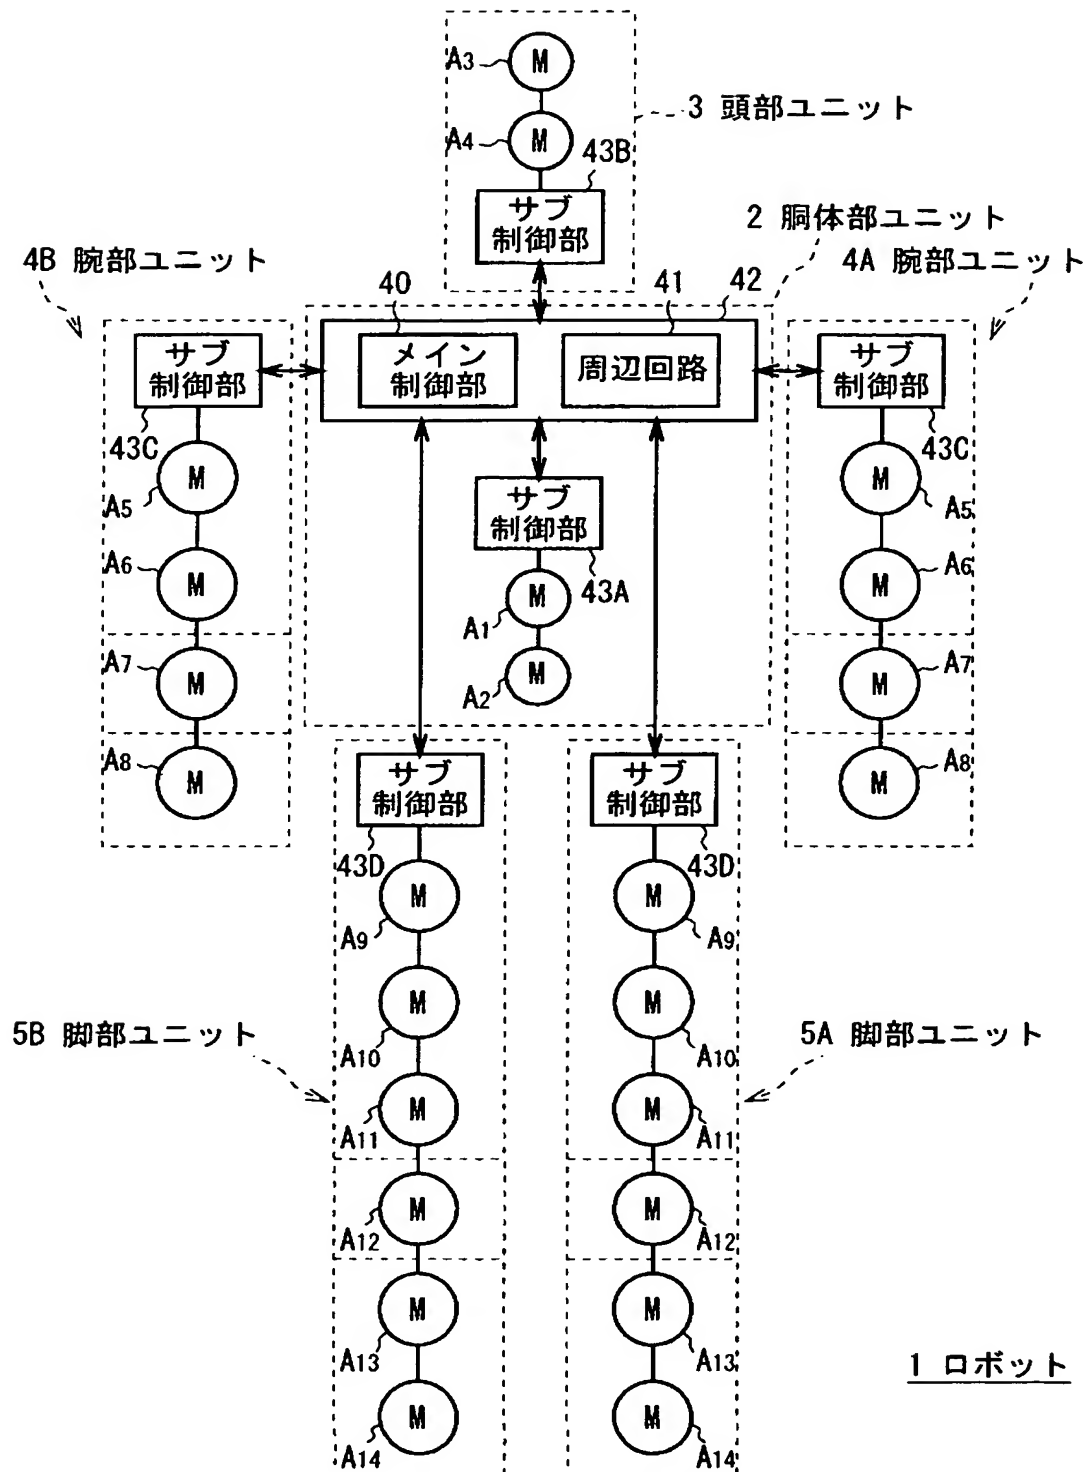 A3
M
3 頭部ユニット
A4
M
43B
サブ
制御部
2 胴体部ユニット
4B 腕部ユニット
4A 腕部ユニット
40
41
42
サブ
制御部
メイン
制御部
周辺回路
サブ
制御部
43C
43C
A5
M
サブ
制御部
M
A5
43A
A6
M
A1
M
M
A6
A7
M
A2
M
M
A7
A8
M
M
A8
サブ
制御部
サブ
制御部
43D
43D
A9
M
M
A9
A10
M
M
A10
5B 脚部ユニット
5A 脚部ユニット
A11
M
M
A11
A12
M
M
A12
A13
M
M
A13
1 ロボット
A14
M
M
A14